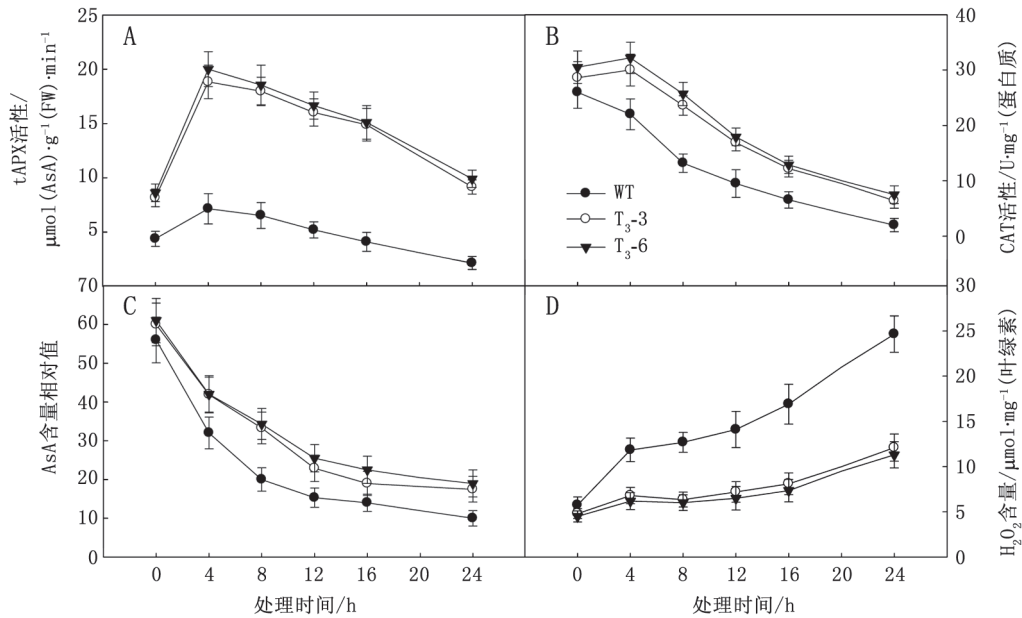 A
tAPX活性/
μmol(AsA)·g⁻¹(FW)·min⁻¹
25
20
15
10
5
B
CAT活性/U·mg⁻¹(蛋白质)
40
30
20
10
0
WT
T₃-3
T₃-6
C
AsA含量相对值
70
60
50
40
30
20
10
0
0 4 8 12 16 20 24
处理时间/h
D
H₂O₂含量/μmol·mg⁻¹(叶绿素)
30
25
20
15
10
5
0
0 4 8 12 16 20 24
处理时间/h